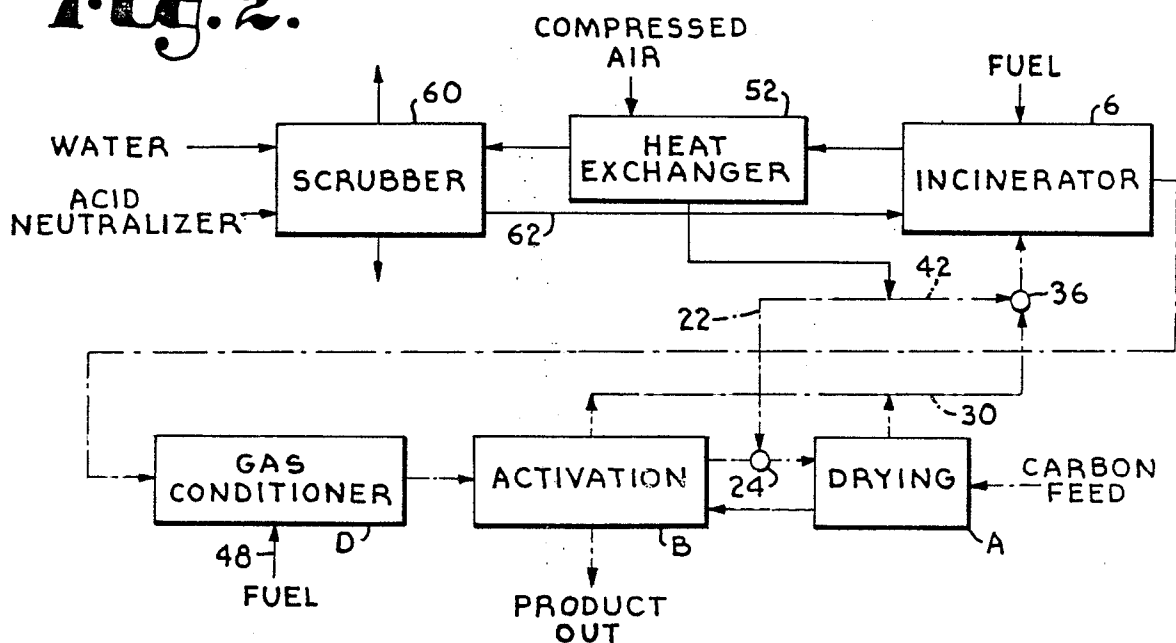 Fig. 2.
COMPRESSED
AIR
FUEL
60
52
6
WATER
SCRUBBER
HEAT
EXCHANGER
INCINERATOR
ACID
NEUTRALIZER
62
42
36
22
30
GAS
CONDITIONER
ACTIVATION
24
DRYING
CARBON
FEED
48
D
B
A
FUEL
PRODUCT
OUT